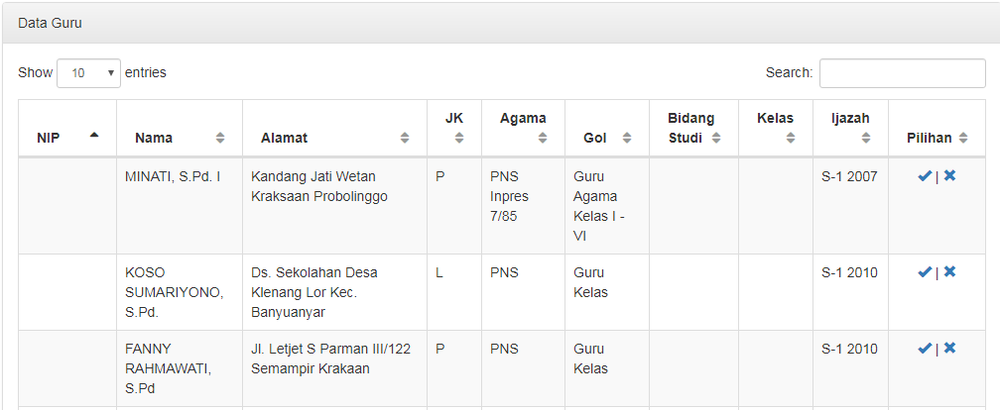 Data Guru
Show 10 entries
Search:
NIP Nama Alamat JK Agama Gol Bidang Studi Kelas Ijazah Pilihan
MINATI, S.Pd. I
Kandang Jati Wetan
Kraksaan Probolinggo
P
PNS
Inpres
7/85
Guru
Agama
Kelas I -
VI
S-1 2007
|
KOSO
SUMARIYONO,
S.Pd.
Ds. Sekolahan Desa
Klenang Lor Kec.
Banyuanyar
L
PNS
Guru
Kelas
S-1 2010
|
FANNY
RAHMAWATI,
S.Pd
Jl. Letjet S Parman III/122
Semampir Krakaan
P
PNS
Guru
Kelas
S-1 2010
|